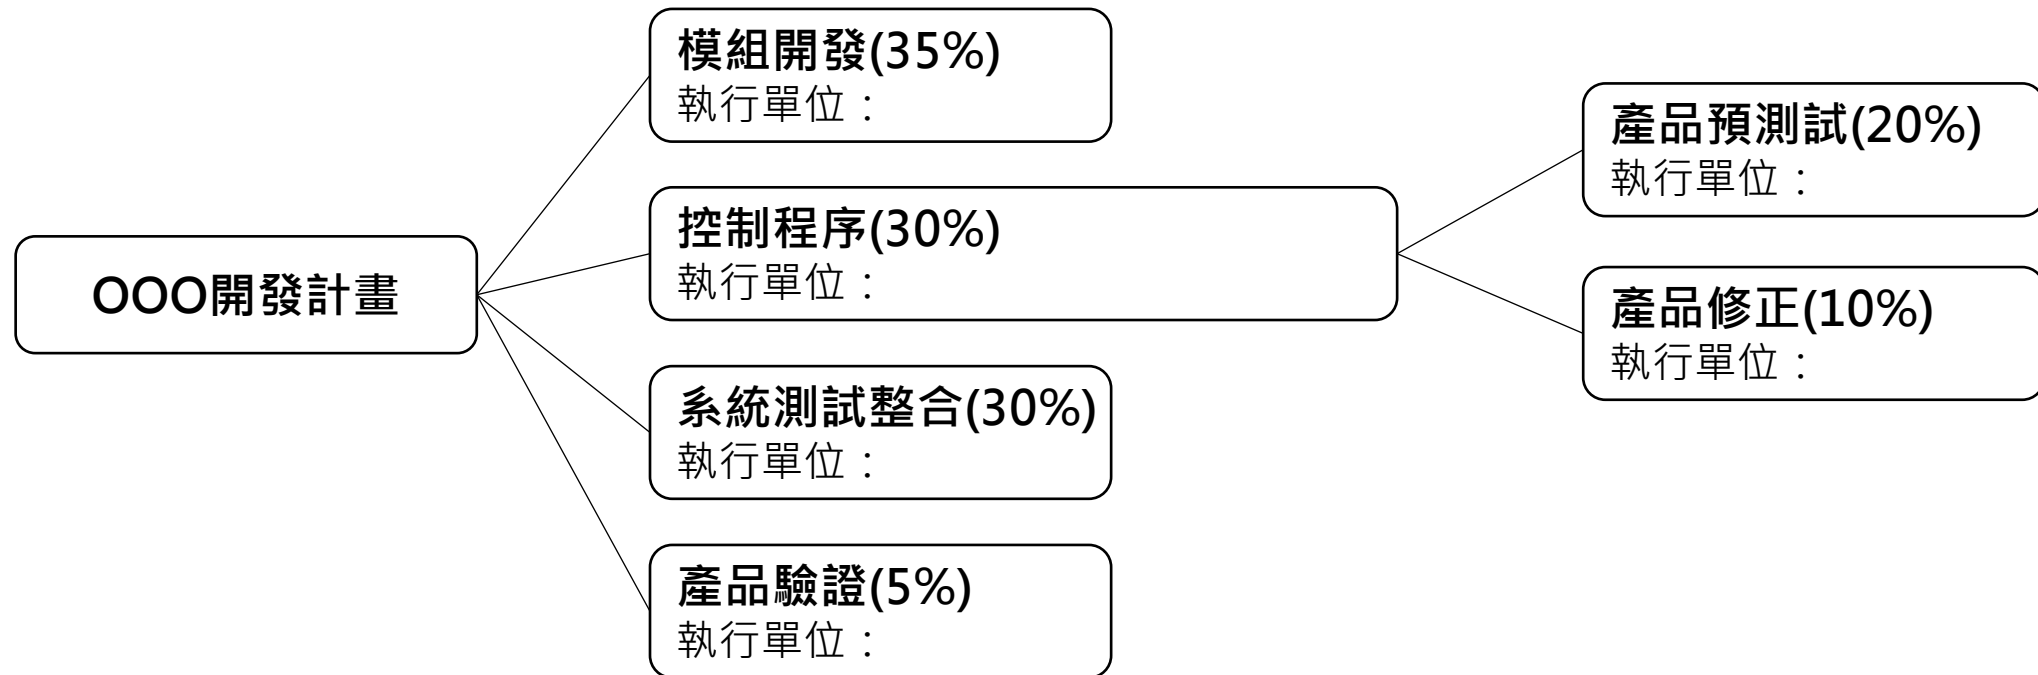 模組開發(35%)
執行單位：
產品預測試(20%)
執行單位：
控制程序(30%)
執行單位：
OOO開發計畫
產品修正(10%)
執行單位：
系統測試整合(30%)
執行單位：
產品驗證(5%)
執行單位：